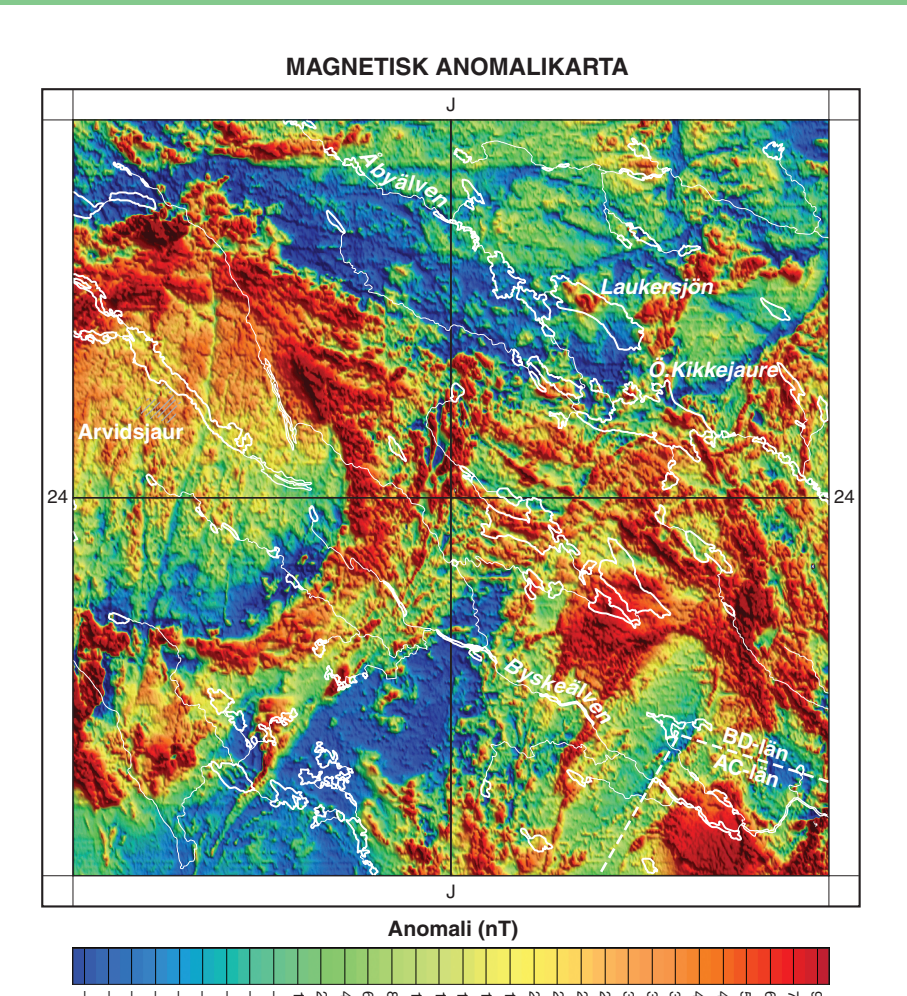 MAGNETISK ANOMALIKARTA
J
Åbyälven
Laukersjön
Ö.Kikkejaure
Arvidsjaur
24
24
Byskeälven
BD-län
AC-län
J
Anomali (nT)